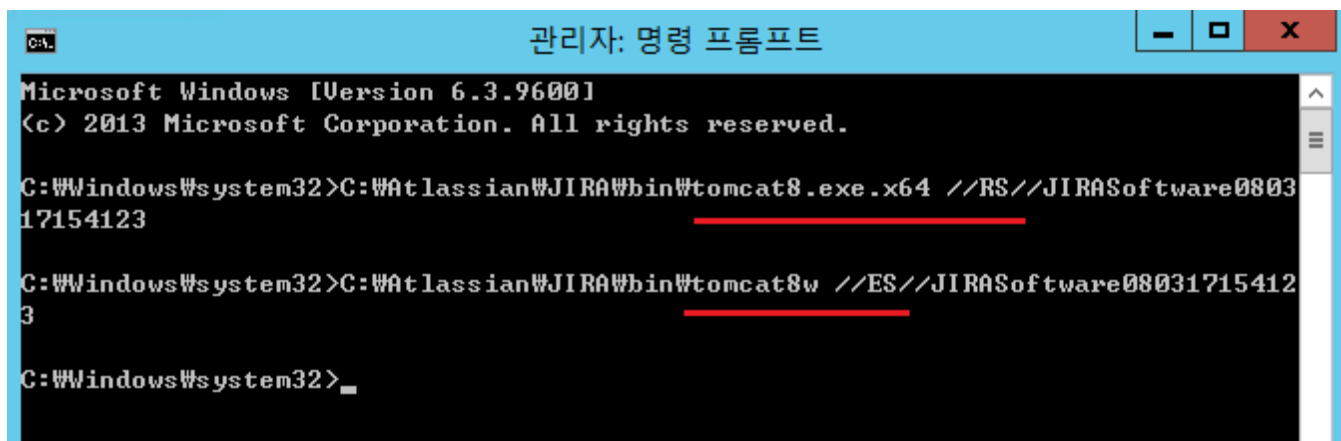 관리자: 명령 프롬프트
Microsoft Windows [Version 6.3.9600]
(c) 2013 Microsoft Corporation. All rights reserved.
C:₩Windows₩system32>C:₩Atlassian₩JIRA₩bin₩tomcat8.exe.x64 //RS//JIRASoftware0803
17154123
C:₩Windows₩system32>C:₩Atlassian₩JIRA₩bin₩tomcat8w //ES//JIRASoftware08031715412
3
C:₩Windows₩system32>_